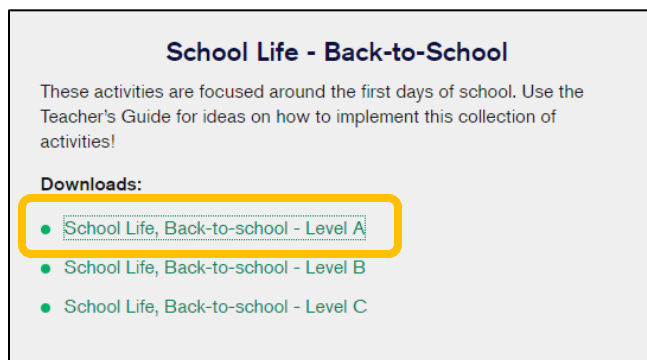 School Life - Back-to-School
These activities are focused around the first days of school. Use the
Teacher's Guide for ideas on how to implement this collection of
activities!
Downloads:
School Life, Back-to-school - Level A
School Life, Back-to-school - Level B
School Life, Back-to-school - Level C